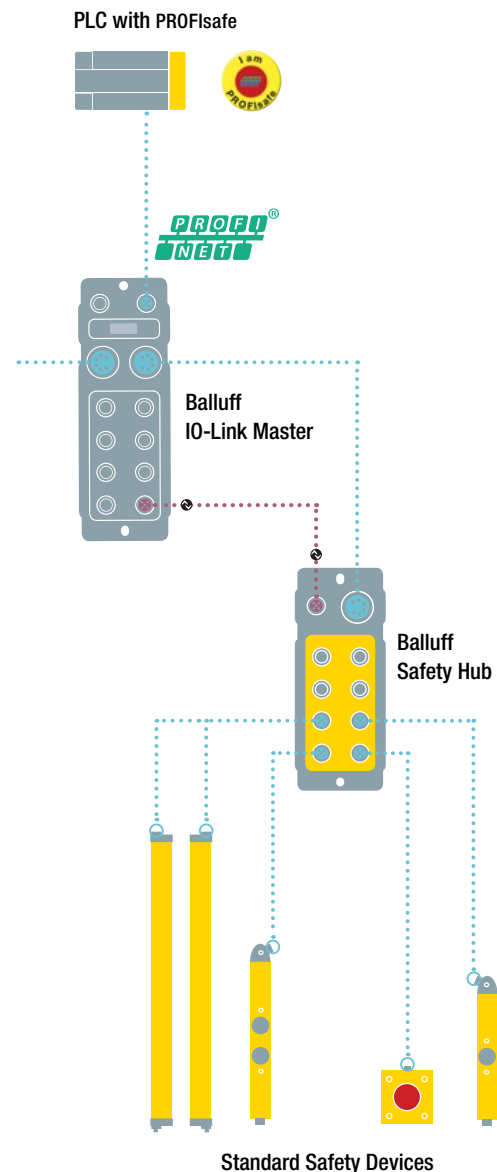 PLC with PROFIsafe
I am
PROFIsafe
PROFI®
NET
Balluff
IO-Link Master
Balluff
Safety Hub
Standard Safety Devices